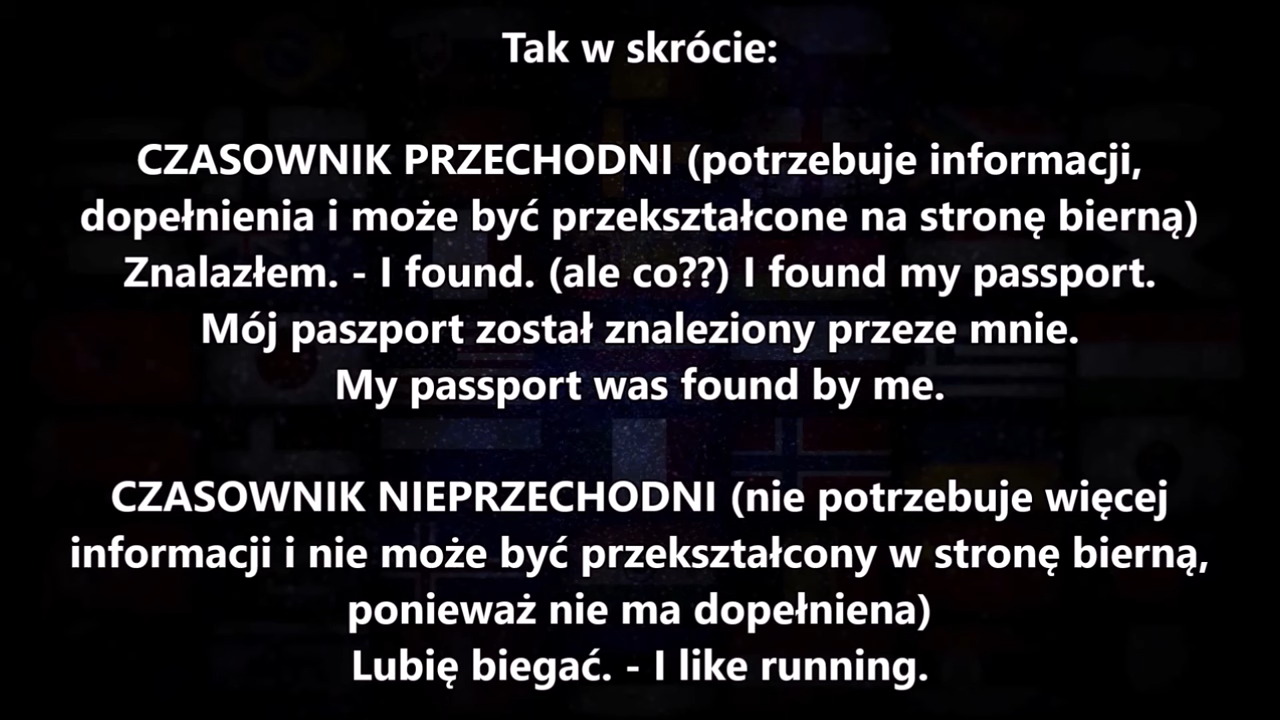 Tak w skrócie:
CZASOWNIK PRZECHODNI (potrzebuje informacji,
dopełnienia i może być przekształcone na stronę bierną)
Znalazłem. - I found. (ale co??) I found my passport.
Mój paszport został znaleziony przeze mnie.
My passport was found by me.
CZASOWNIK NIEPRZECHODNI (nie potrzebuje więcej
informacji i nie może być przekształcony w stronę bierną,
ponieważ nie ma dopełniena)
Lubię biegać. - I like running.